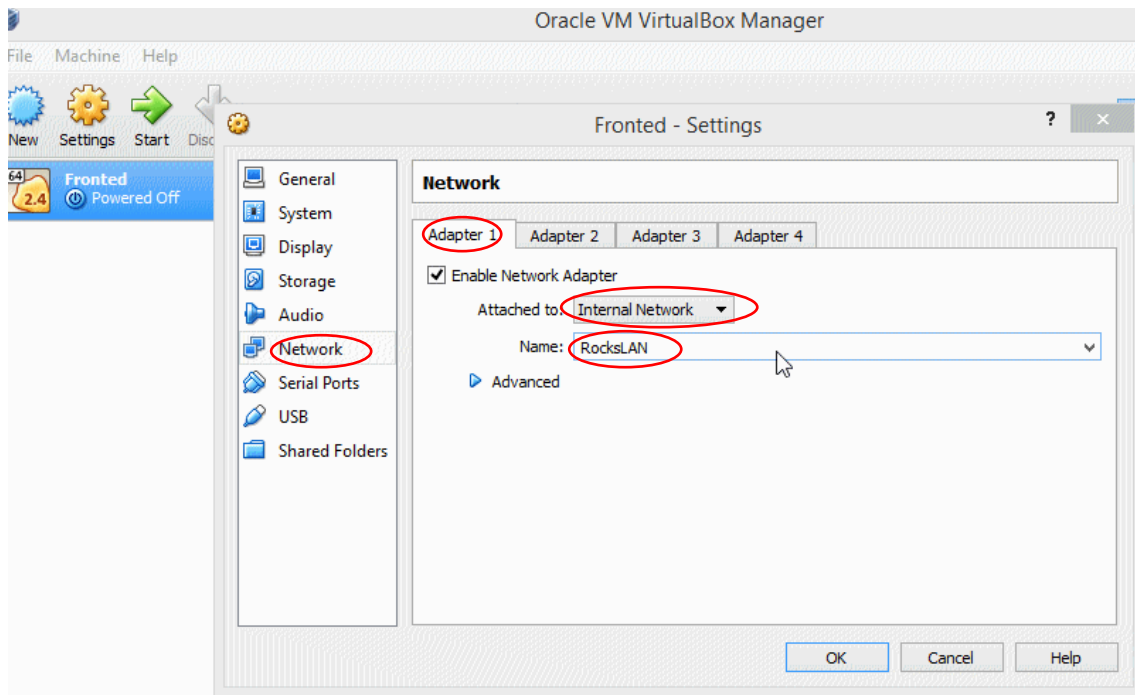 Oracle VM VirtualBox Manager
File Machine Help
New Settings Start Disc
64
2.4
Fronted
Powered Off
Fronted - Settings
?
×
General
System
Display
Storage
Audio
Network
Serial Ports
USB
Shared Folders
Network
Adapter 1 Adapter 2 Adapter 3 Adapter 4
Enable Network Adapter
Attached to: Internal Network
Name: RocksLAN
Advanced
OK Cancel Help